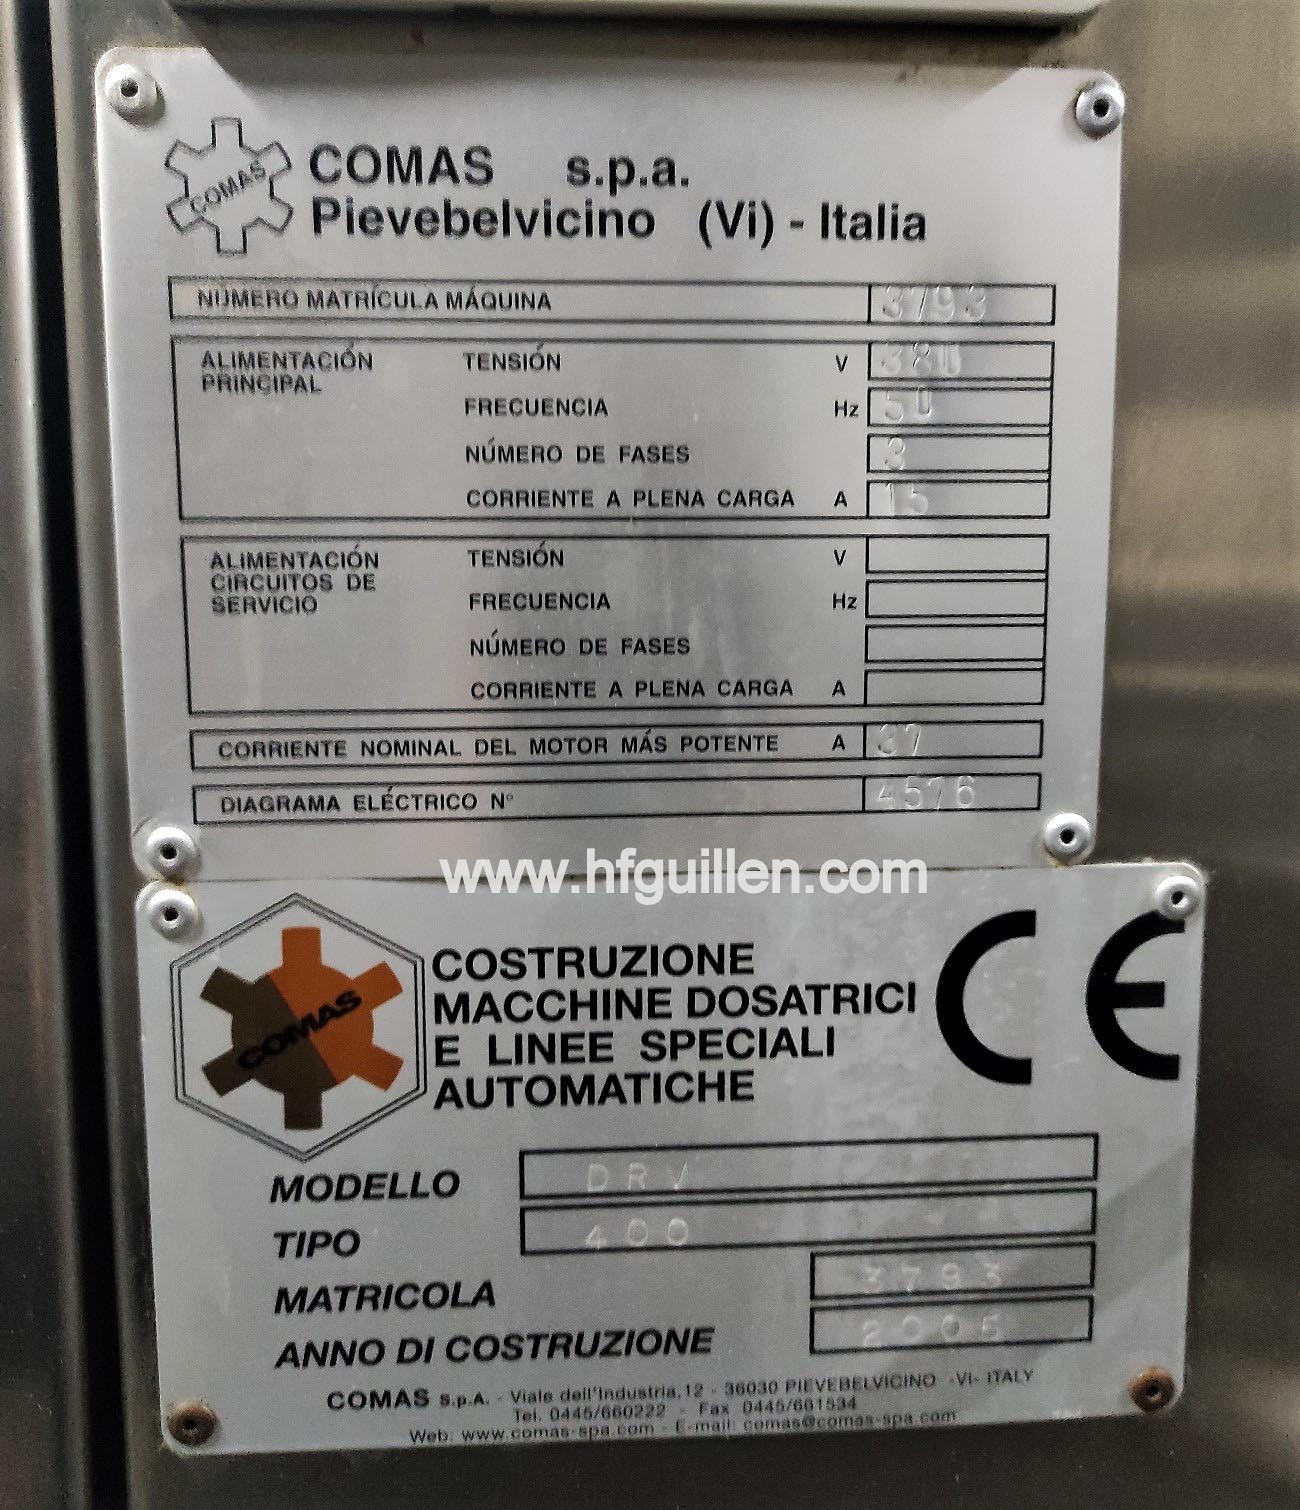 COMAS
COMAS s.p.a.
Pievebelvicino (Vi) - Italia
NÚMERO MATRÍCULA MÁQUINA 3793
ALIMENTACIÓN PRINCIPAL
TENSIÓN V 380
FRECUENCIA Hz 50
NÚMERO DE FASES 3
CORRIENTE A PLENA CARGA A 15
ALIMENTACIÓN CIRCUITOS DE SERVICIO
TENSIÓN V
FRECUENCIA Hz
NÚMERO DE FASES
CORRIENTE A PLENA CARGA A
CORRIENTE NOMINAL DEL MOTOR MÁS POTENTE A 37
DIAGRAMA ELÉCTRICO N° 4576
www.hfguillen.com
COMAS
COSTRUZIONE
MACCHINE DOSATRICI
E LINEE SPECIALI
AUTOMATICHE
CE
MODELLO DRV
TIPO 400
MATRICOLA 3793
ANNO DI COSTRUZIONE
COMAS s.p.A. - Viale dell'Industria, 12 - 36030 PIEVEBELVICINO -VI- ITALY
Tel. 0445/660222 - Fax 0445/661534
Web: www.comas-spa.com - E-mail: comas@comas-spa.com